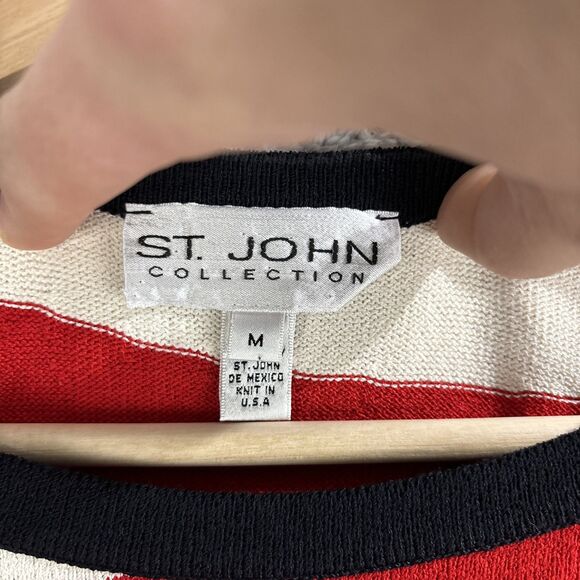 ST. JOHN
COLLECTION
M
ST. JOHN
DE MEXICO
KNIT IN
U.S.A